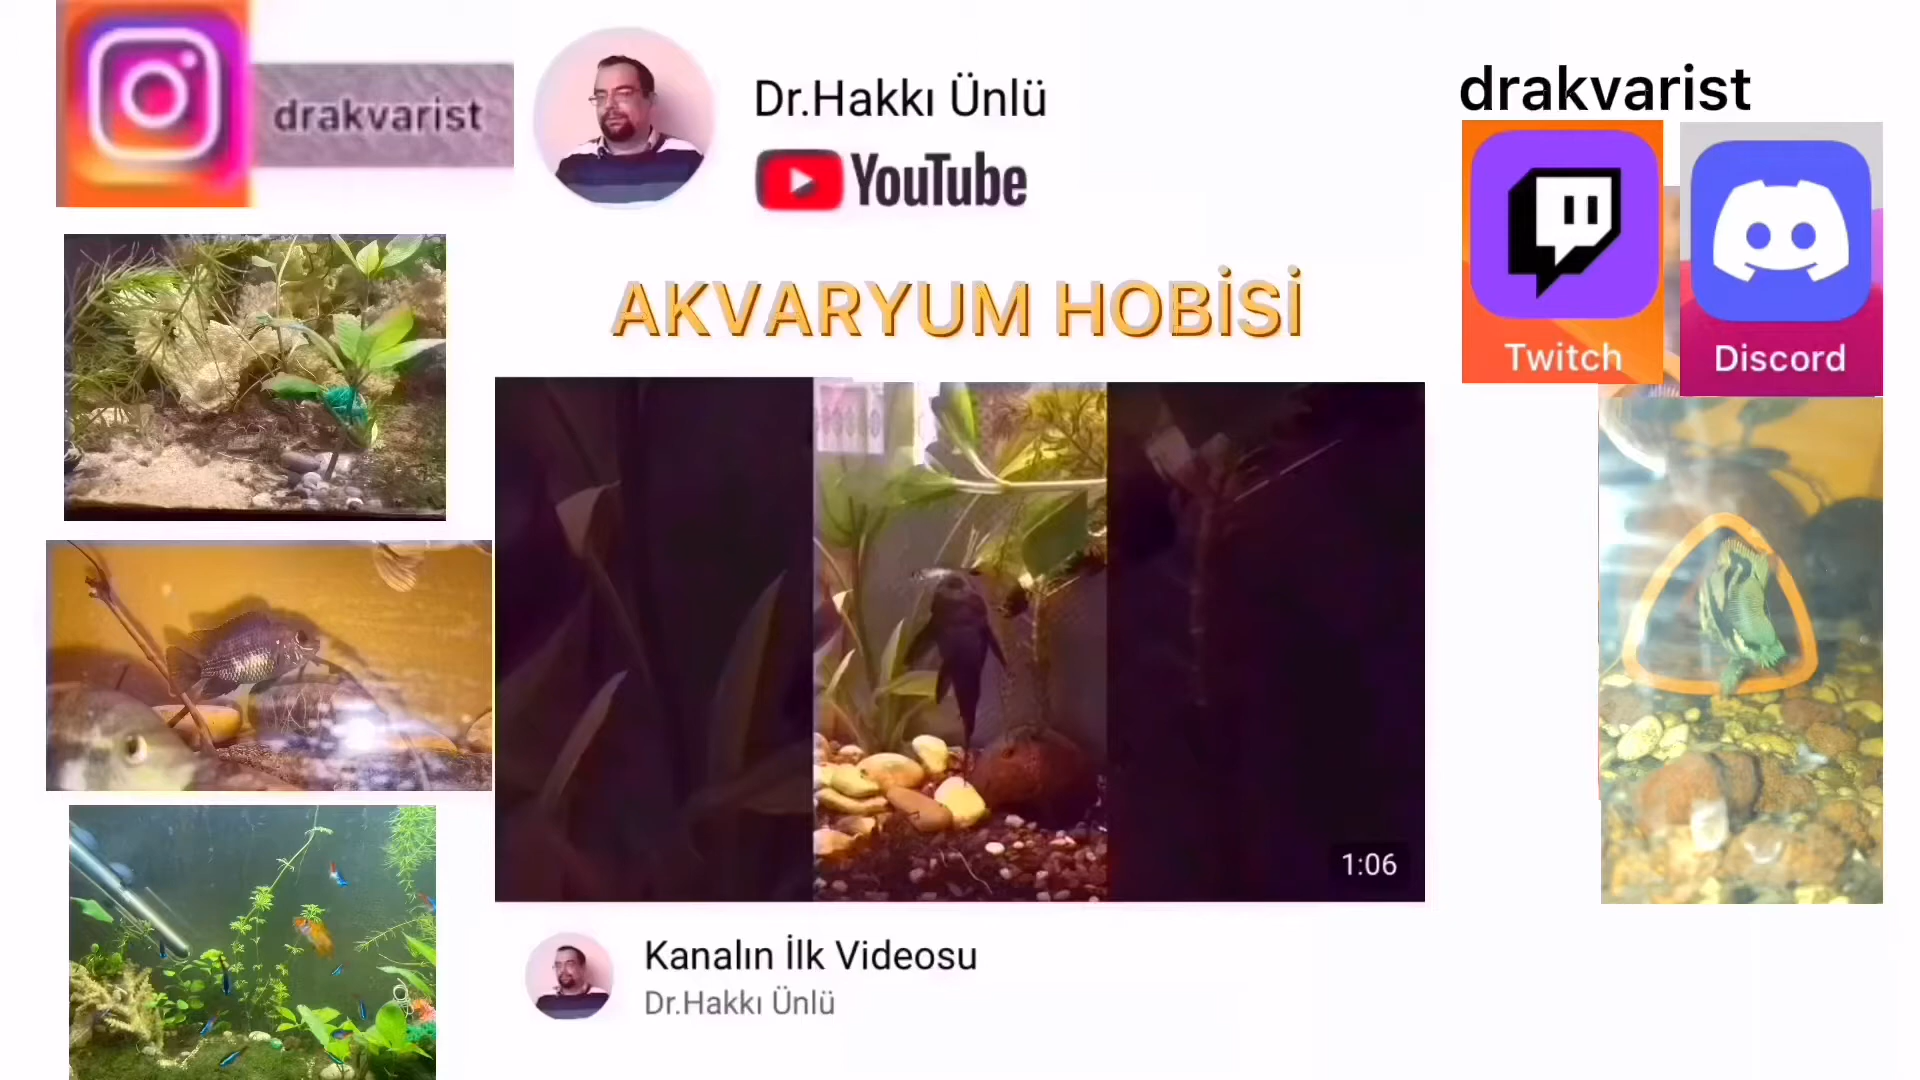 drakvarist
Dr.Hakkı Ünlü
YouTube
drakvarist
Twitch
Discord
AKVARYUM HOBİSİ
1:06
Kanalın İlk Videosu
Dr.Hakkı Ünlü